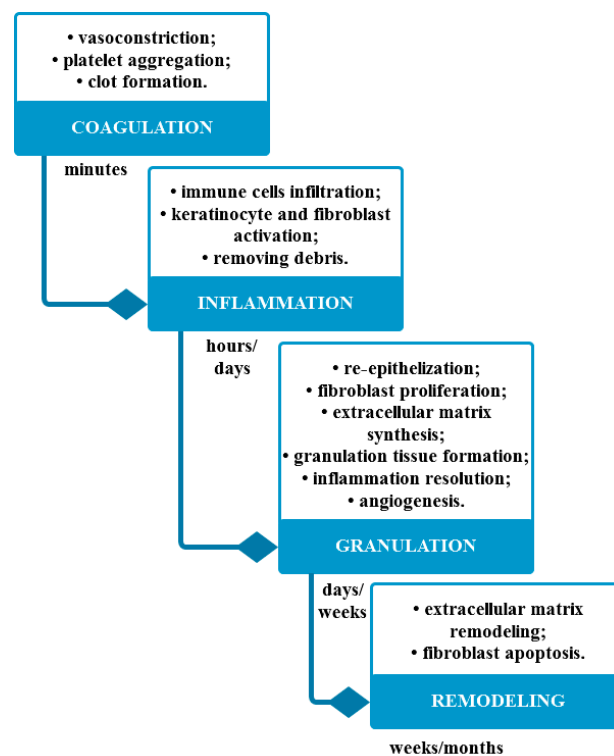 • vasoconstriction;
• platelet aggregation;
• clot formation.
COAGULATION
minutes
• immune cells infiltration;
• keratinocyte and fibroblast
activation;
• removing debris.
INFLAMMATION
hours/
days
• re-epithelization;
• fibroblast proliferation;
• extracellular matrix
synthesis;
• granulation tissue formation;
• inflammation resolution;
• angiogenesis.
GRANULATION
days/
weeks
• extracellular matrix
remodeling;
• fibroblast apoptosis.
REMODELING
weeks/months